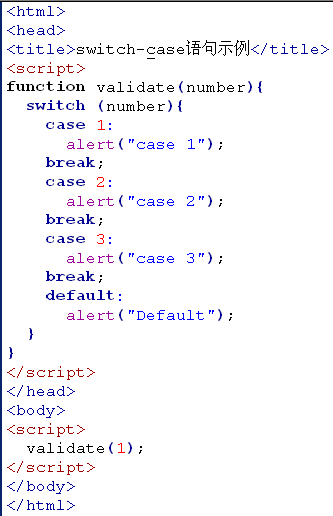 <html>
<head>
<title>switch-case语句示例</title>
<script>
function validate(number){
  switch (number){
    case 1:
      alert("case 1");
    break;
    case 2:
      alert("case 2");
    break;
    case 3:
      alert("case 3");
    break;
    default:
      alert("Default");
  }
}
</script>
</head>
<body>
<script>
  validate(1);
</script>
</body>
</html>